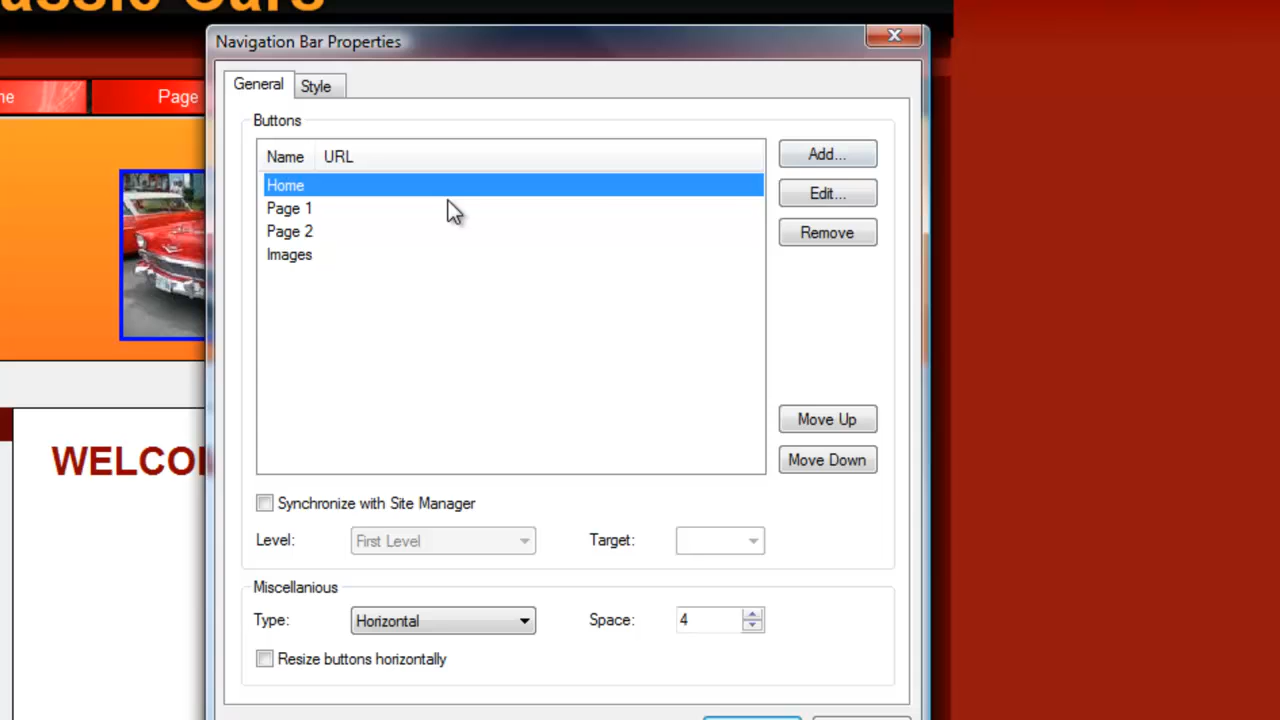 Navigation Bar Properties
General
Style
Page
Buttons
Name URL
Add...
Home
Edit...
Page 1
Page 2
Remove
Images
Move Up
WELCO
Move Down
Synchronize with Site Manager
Level: First Level Target:
Miscellanious
Type: Horizontal Space: 4
Resize buttons horizontally